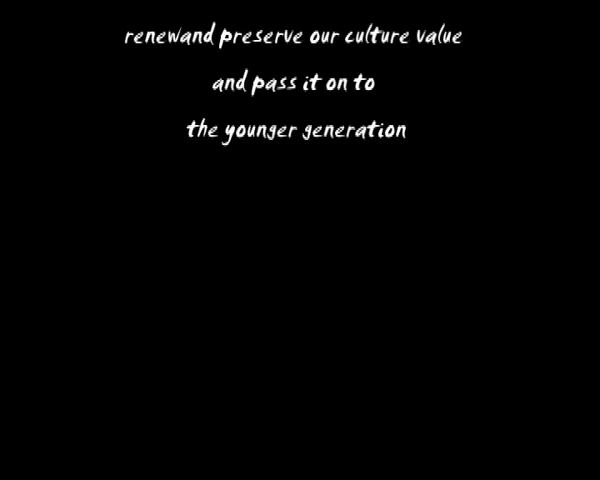 renewand preserve our culture value
and pass it on to
the younger generation